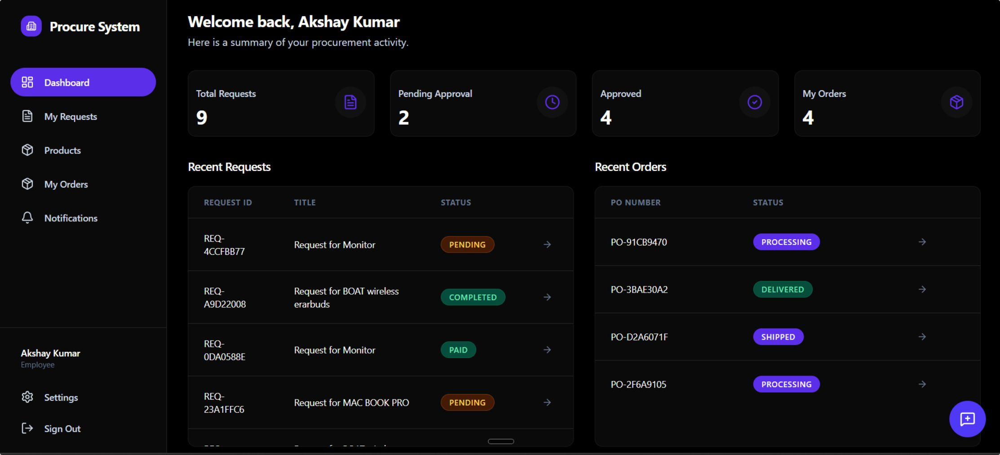 Procure System
Dashboard
My Requests
Products
My Orders
Notifications
Akshay Kumar
Employee
Settings
Sign Out
Welcome back, Akshay Kumar
Here is a summary of your procurement activity.
Total Requests
9
Pending Approval
2
Approved
4
My Orders
4
Recent Requests
REQUEST ID TITLE STATUS
REQ-
4CCFBB77
Request for Monitor
PENDING
REQ-
A9D22008
Request for BOAT wireless
erarbuds
COMPLETED
REQ-
0DA0588E
Request for Monitor
PAID
REQ-
23A1FFC6
Request for MAC BOOK PRO
PENDING
Recent Orders
PO NUMBER STATUS
PO-91CB9470 PROCESSING
PO-3BAE30A2 DELIVERED
PO-D2A6071F SHIPPED
PO-2F6A9105 PROCESSING